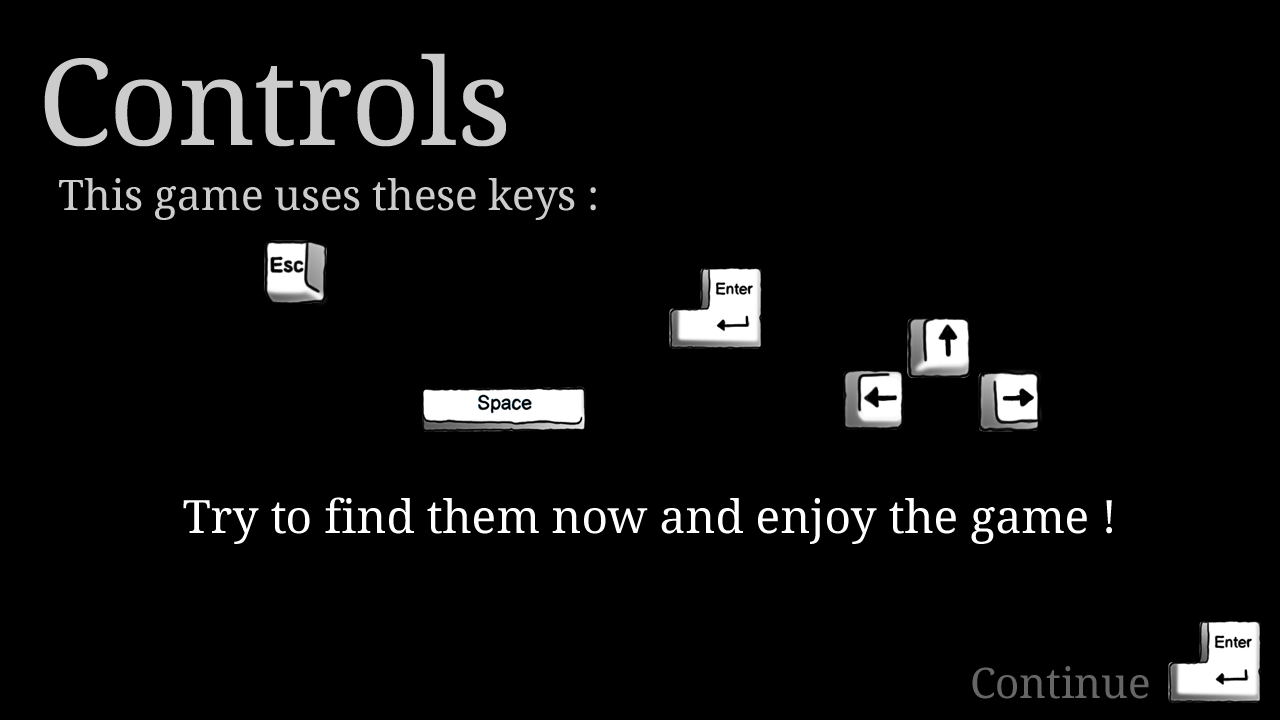 Controls
This game uses these keys :
Esc
Enter
Space
Try to find them now and enjoy the game !
Enter
Continue